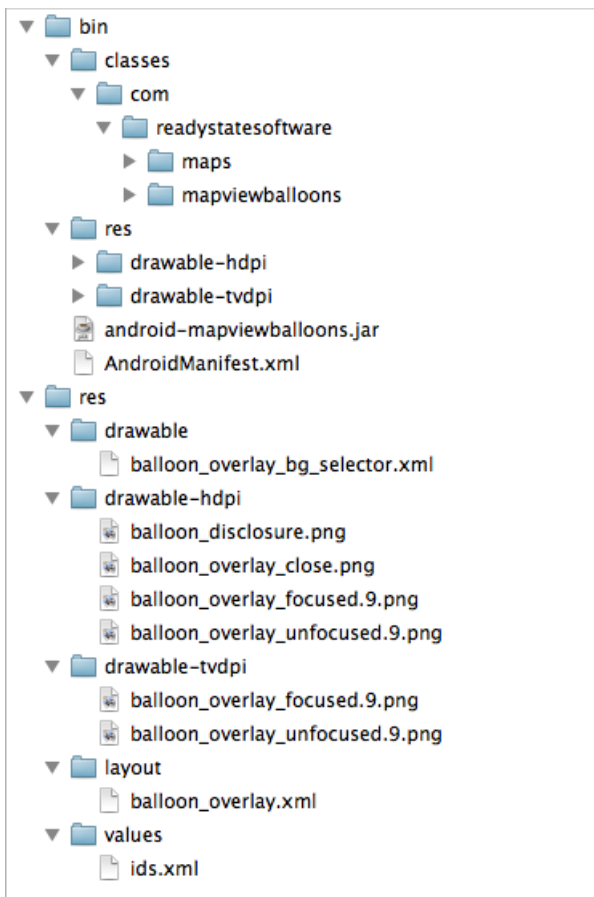 bin
classes
com
readystatesoftware
maps
mapviewballoons
res
drawable-hdpi
drawable-tvdpi
android-mapviewballoons.jar
AndroidManifest.xml
res
drawable
balloon_overlay_bg_selector.xml
drawable-hdpi
balloon_disclosure.png
balloon_overlay_close.png
balloon_overlay_focused.9.png
balloon_overlay_unfocused.9.png
drawable-tvdpi
balloon_overlay_focused.9.png
balloon_overlay_unfocused.9.png
layout
balloon_overlay.xml
values
ids.xml